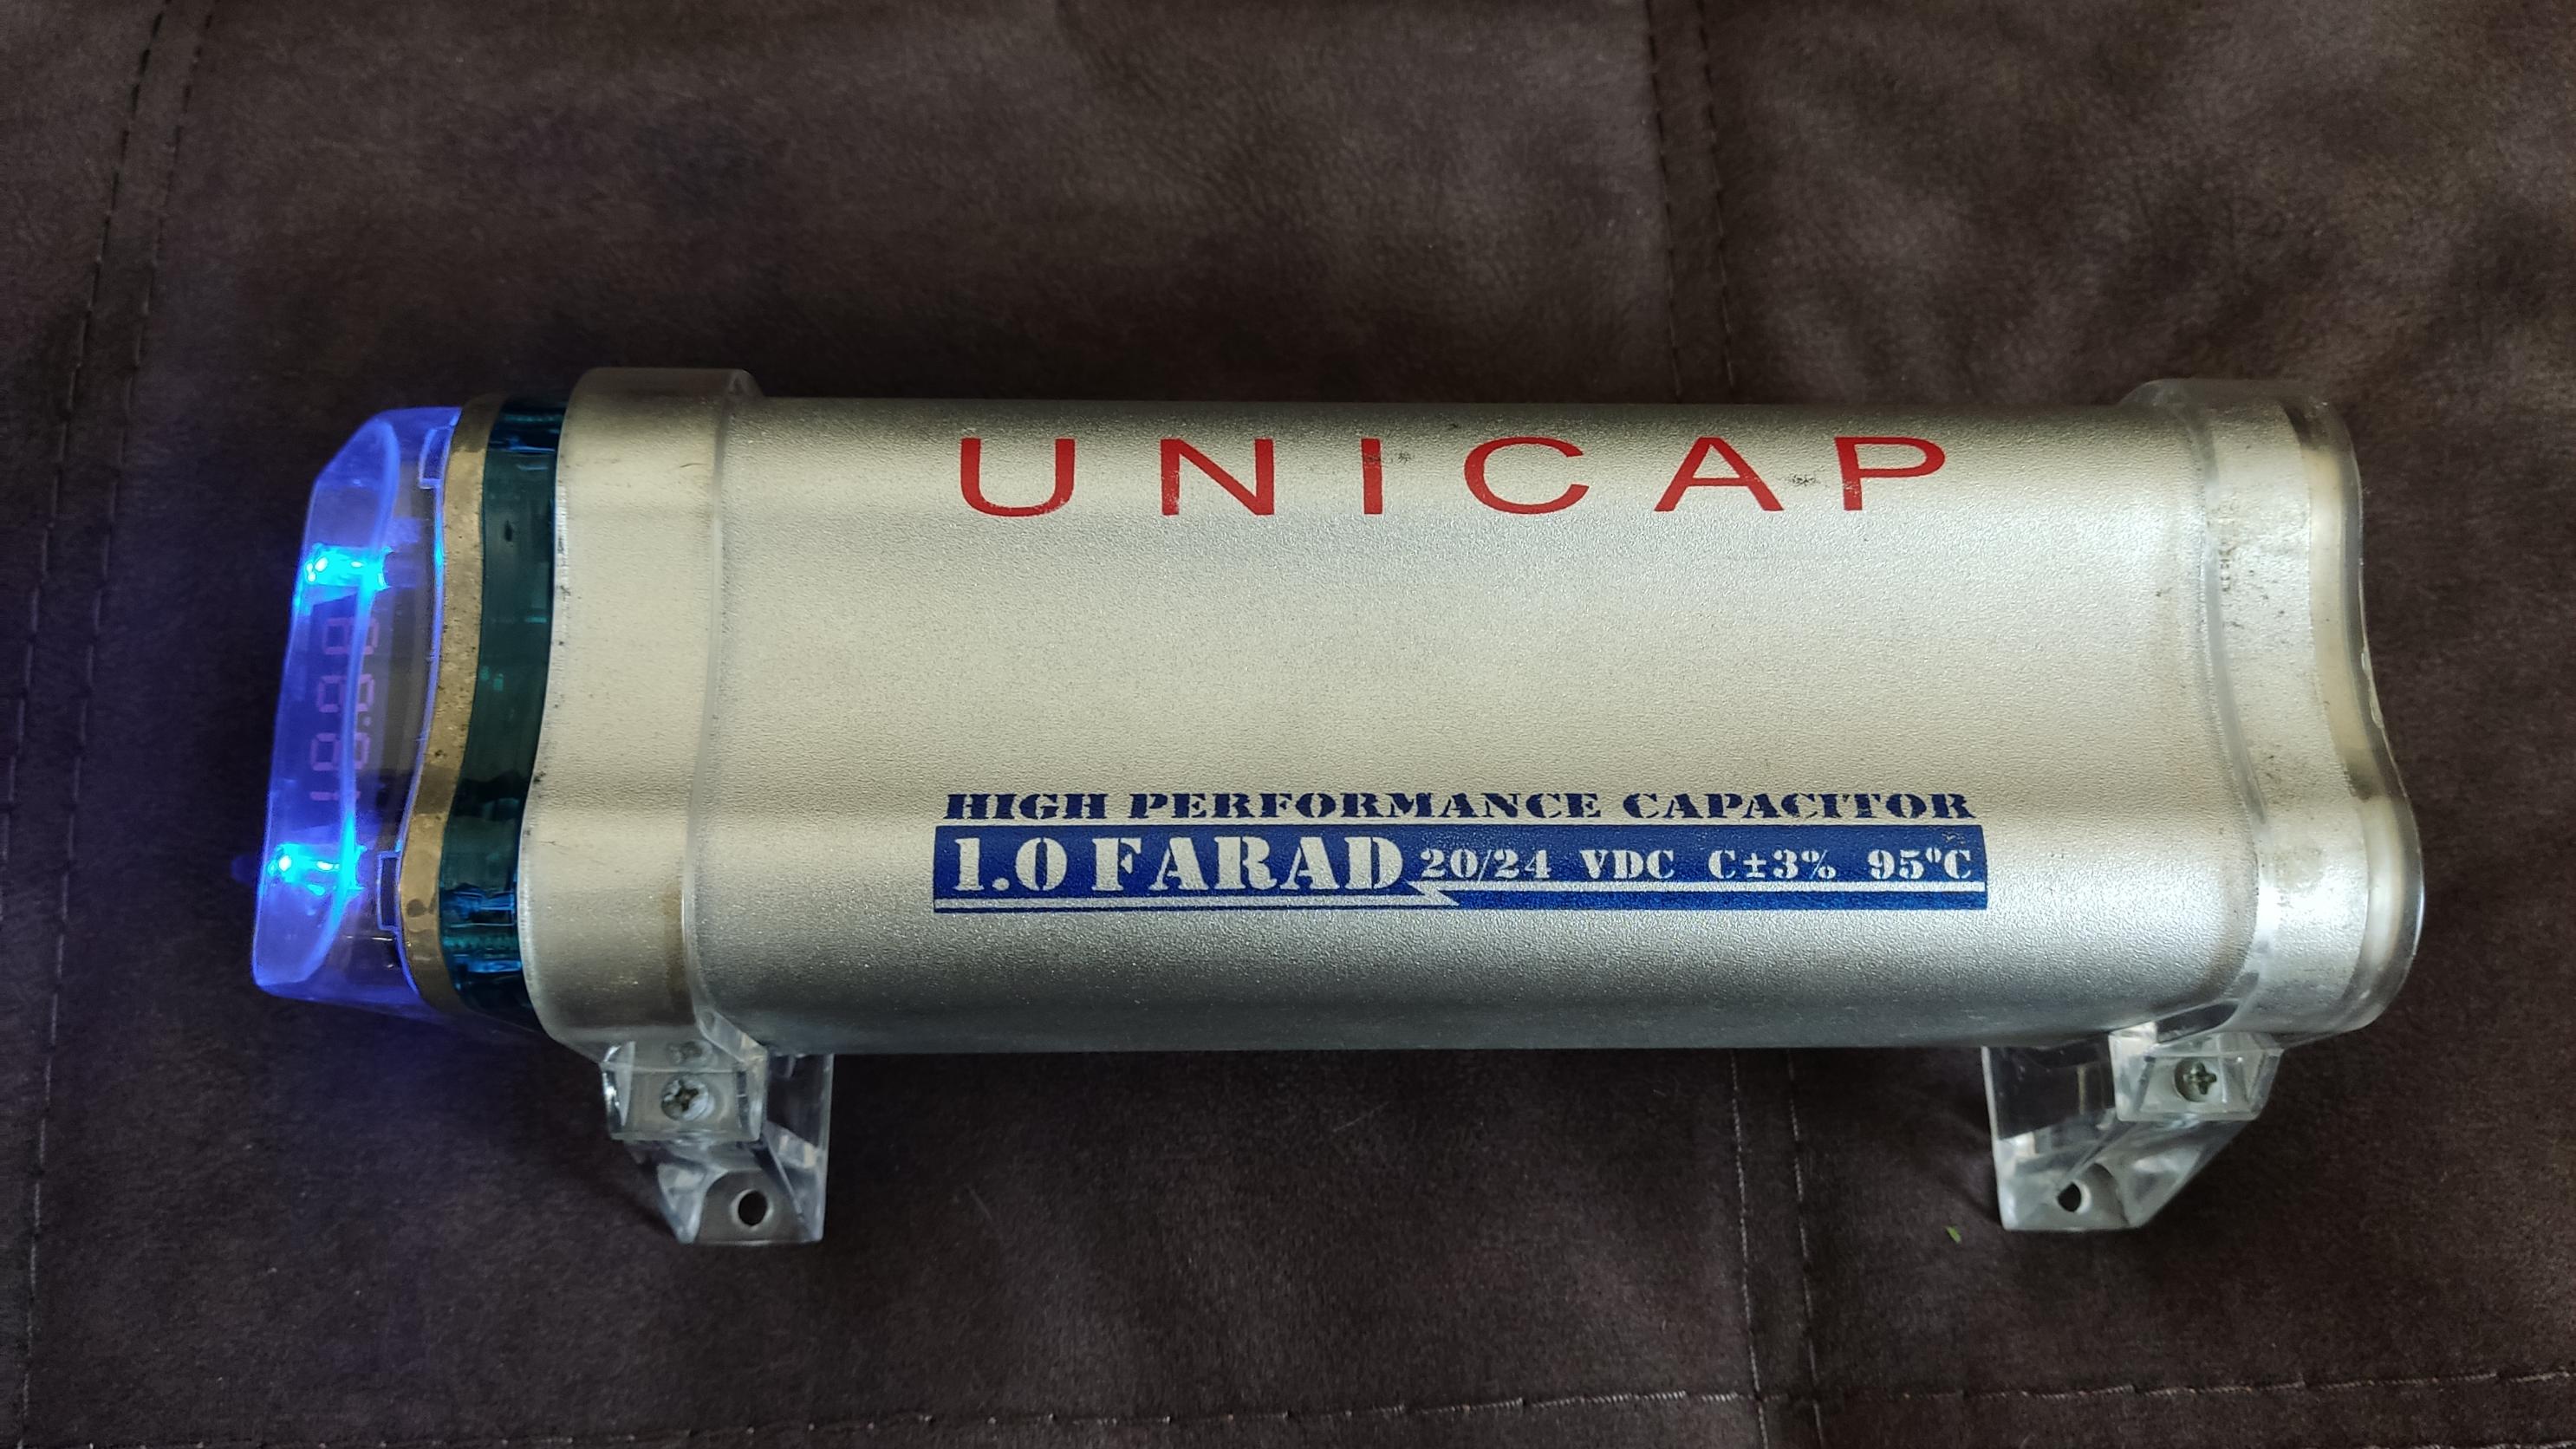 UNICAP
HIGH PERFORMANCE CAPACITOR
1.0 FARAD 20/24 VDC C±3% 95°C